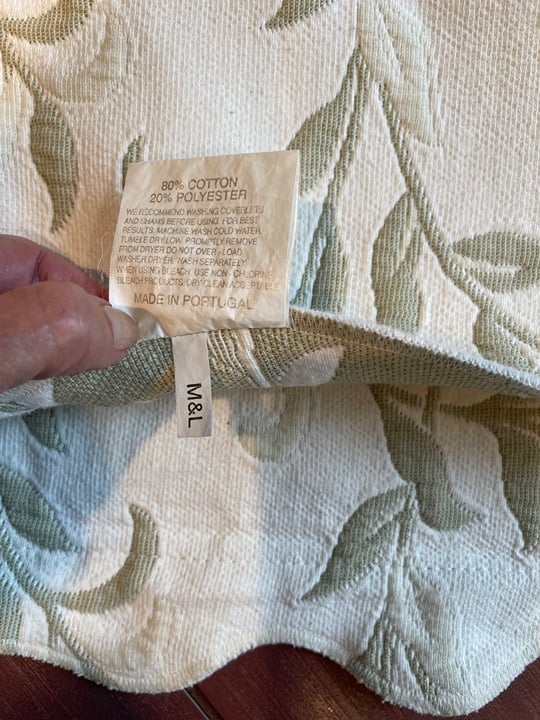 80% COTTON
20% POLYESTER
WE RECOMMEND WASHING COVERLETS
AND SHAMS BEFORE USING. FOR BEST
RESULTS, MACHINE WASH COLD WATER.
TUMBLE DRY LOW. PROMPTLY REMOVE
FROM DRYER DO NOT OVER-LOAD
WASHER DRYER. WASH SEPARATELY.
WHEN USING BLEACH. USE NON-CHLORINE
BLEACH PRODUCTS. DRY CLEAN ACCEPTABLE
MADE IN PORTUGAL
M&L